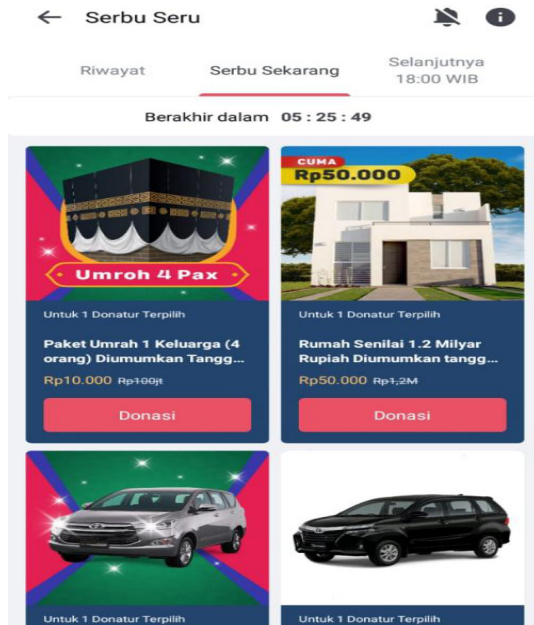 Serbu Seru
Riwayat
Serbu Sekarang
Selanjutnya
18:00 WIB
Berakhir dalam 05 : 25 : 49
Umroh 4 Pax
CUMA
Rp50.000
Untuk 1 Donatur Terpilih
Paket Umrah 1 Keluarga (4
orang) Diumumkan Tangg...
Rp10.000 Rp100jt
Donasi
Untuk 1 Donatur Terpilih
Rumah Senilai 1.2 Milyar
Rupiah Diumumkan tangg...
Rp50.000 Rp1,2M
Donasi
Untuk 1 Donatur Terpilih
Untuk 1 Donatur Terpilih